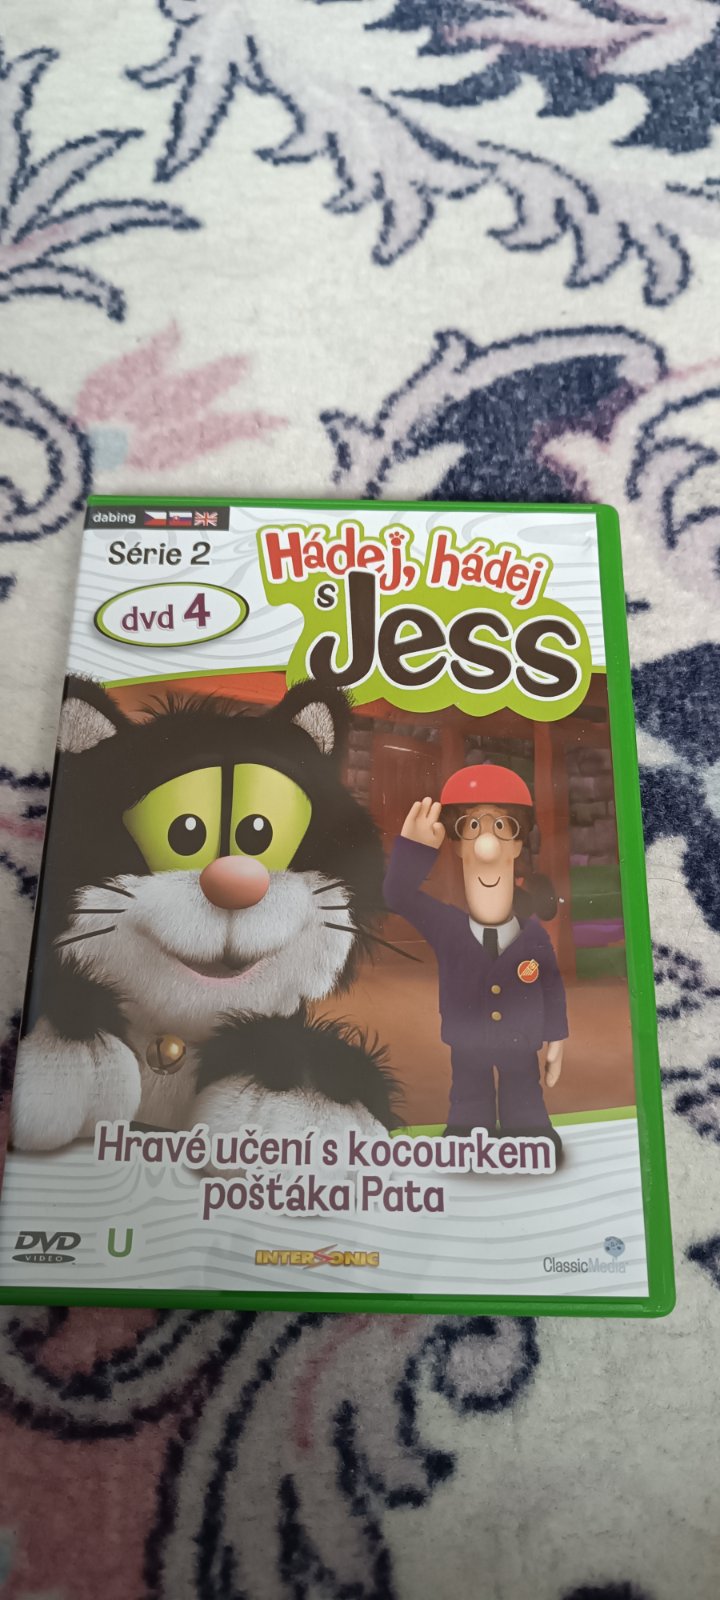 dabing
Série 2
dvd 4
Hádej, hádej
s Jess
Hravé učení s kocourkem
pošťáka Pata
DVD
VIDEO
U
INTERSONIC
ClassicMedia